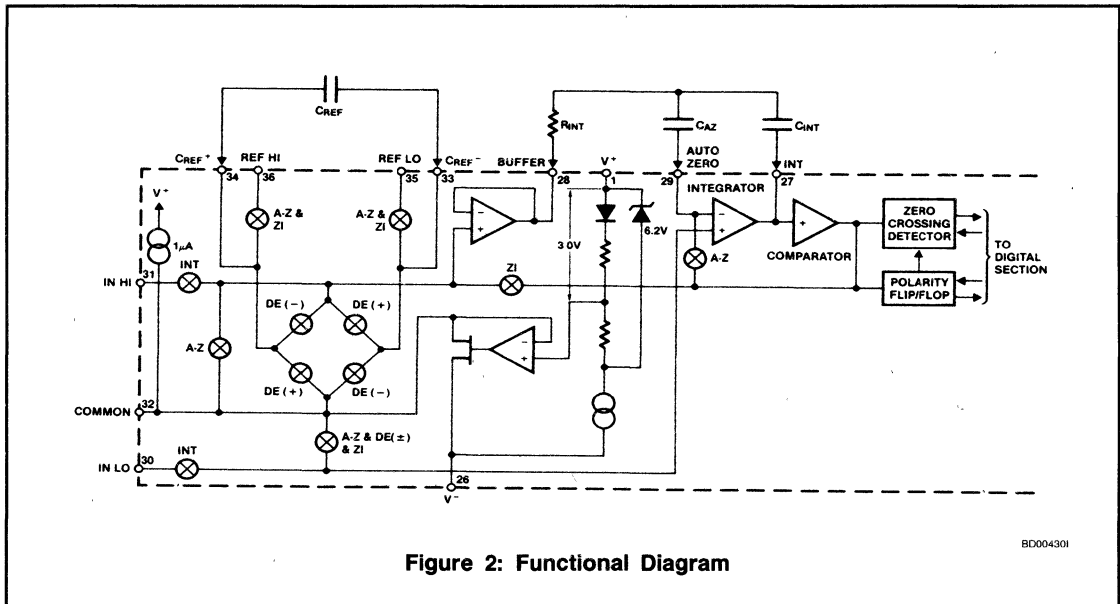 CREF
RINT
CAZ
CINT
CREF+
REF HI
REF LO
CREF-
BUFFER
V+
AUTO
ZERO
INT
34
36
35
33
28
1
29
27
INTEGRATOR
V+
A-Z &
ZI
A-Z &
ZI
-
+
6.2V
3.0V
-
+
+
ZERO
CROSSING
DETECTOR
1µA
A-Z
COMPARATOR
TO
DIGITAL
SECTION
INT
ZI
POLARITY
FLIP/FLOP
31
IN HI
DE (-)
DE (+)
A-Z
-
+
DE (+)
DE (-)
32
COMMON
A-Z & DE(±)
& ZI
INT
30
IN LO
26
V-
BD00430I
Figure 2: Functional Diagram